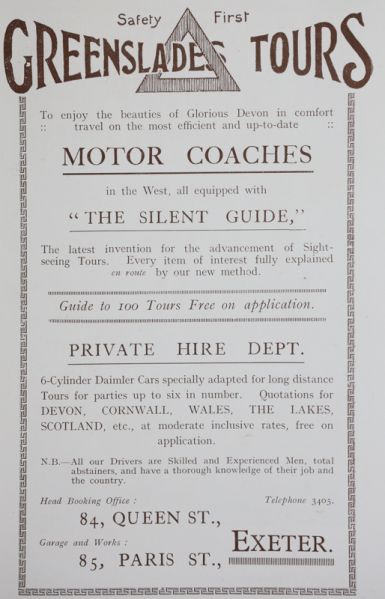 Safety First
GREENSLADES TOURS
To enjoy the beauties of Glorious Devon in comfort
:: travel on the most efficient and up-to-date ::
MOTOR COACHES
in the West, all equipped with
“THE SILENT GUIDE,”
The latest invention for the advancement of Sight-
seeing Tours. Every item of interest fully explained
en route by our new method.
Guide to 100 Tours Free on application.
PRIVATE HIRE DEPT.
6-Cylinder Daimler Cars specially adapted for long distance
Tours for parties up to six in number. Quotations for
DEVON, CORNWALL, WALES, THE LAKES,
SCOTLAND, etc., at moderate inclusive rates, free on
application.
N.B.—All our Drivers are Skilled and Experienced Men, total
abstainers, and have a thorough knowledge of their job and
the country.
Head Booking Office : Telephone 3405.
84, QUEEN ST.,
Garage and Works :
85, PARIS ST., EXETER.